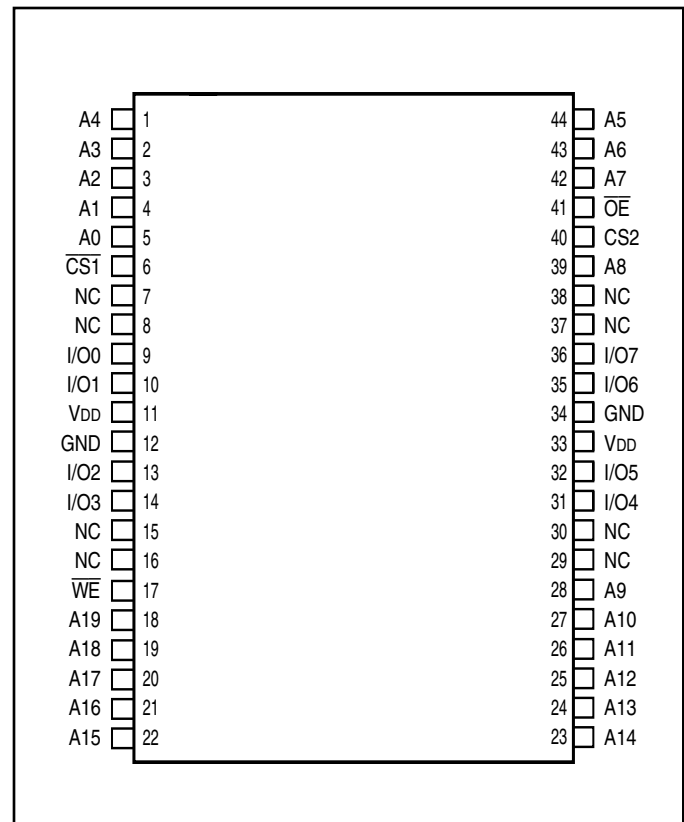 A4 1 44 A5
A3 2 43 A6
A2 3 42 A7
A1 4 41 O̅E̅
A0 5 40 CS2
C̅S̅1̅ 6 39 A8
NC 7 38 NC
NC 8 37 NC
I/O0 9 36 I/O7
I/O1 10 35 I/O6
VDD 11 34 GND
GND 12 33 VDD
I/O2 13 32 I/O5
I/O3 14 31 I/O4
NC 15 30 NC
NC 16 29 NC
W̅E̅ 17 28 A9
A19 18 27 A10
A18 19 26 A11
A17 20 25 A12
A16 21 24 A13
A15 22 23 A14